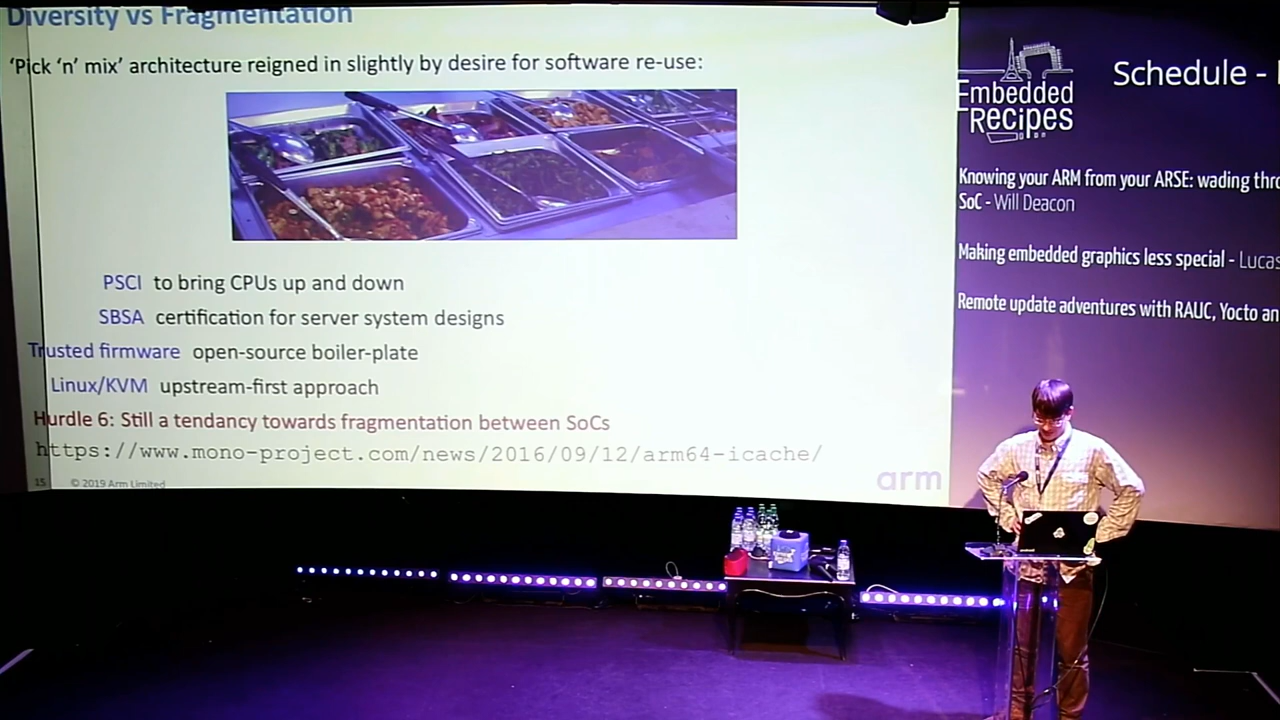 Diversity vs Fragmentation
'Pick 'n' mix' architecture reigned in slightly by desire for software re-use:
PSCI to bring CPUs up and down
SBSA certification for server system designs
Trusted firmware open-source boiler-plate
Linux/KVM upstream-first approach
Hurdle 6: Still a tendancy towards fragmentation between SoCs
https://www.mono-project.com/news/2016/09/12/arm64-icache/
15 © 2019 Arm Limited
arm
Embedded
Recipes
Schedule -
Knowing your ARM from your ARSE: wading thro
SoC - Will Deacon
Making embedded graphics less special - Lucas
Remote update adventures with RAUC, Yocto an